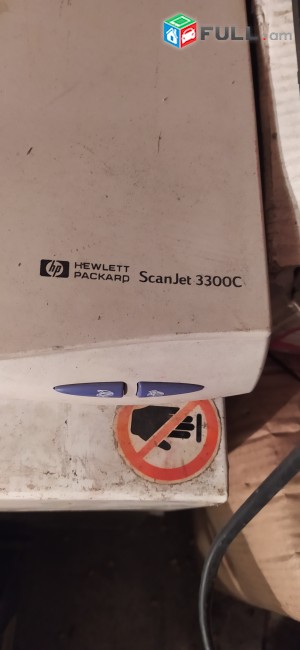 FULL.am
hp HEWLETT PACKARD ScanJet 3300C